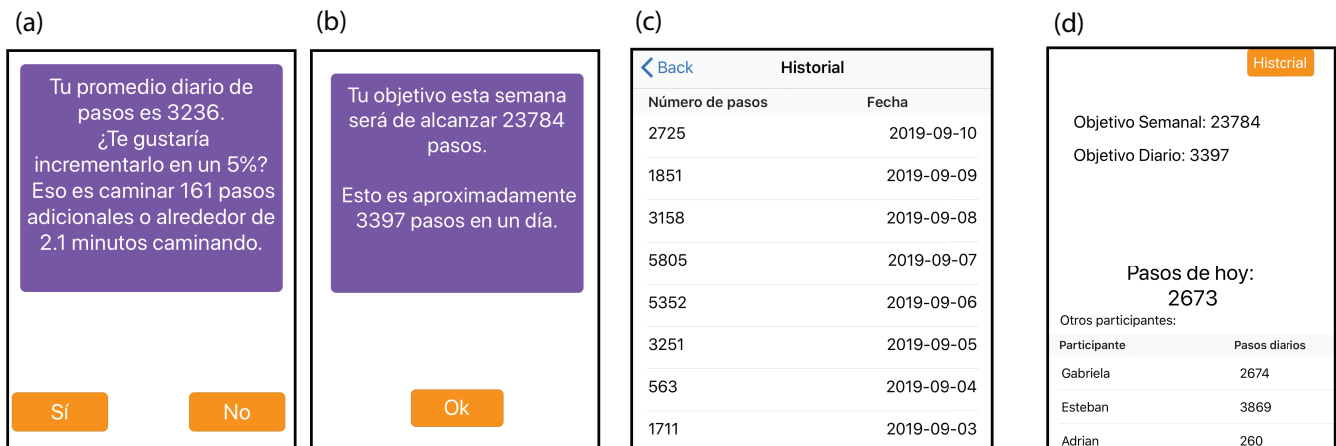 (a)
Tu promedio diario de
pasos es 3236.
¿Te gustaría
incrementarlo en un 5%?
Eso es caminar 161 pasos
adicionales o alrededor de
2.1 minutos caminando.
Sí
No
(b)
Tu objetivo esta semana
será de alcanzar 23784
pasos.
Esto es aproximadamente
3397 pasos en un día.
Ok
(c)
Back Historial
Número de pasos Fecha
2725 2019-09-10
1851 2019-09-09
3158 2019-09-08
5805 2019-09-07
5352 2019-09-06
3251 2019-09-05
563 2019-09-04
1711 2019-09-03
(d)
Histcrial
Objetivo Semanal: 23784
Objetivo Diario: 3397
Pasos de hoy:
2673
Otros participantes:
Participante Pasos diarios
Gabriela 2674
Esteban 3869
Adrian 260